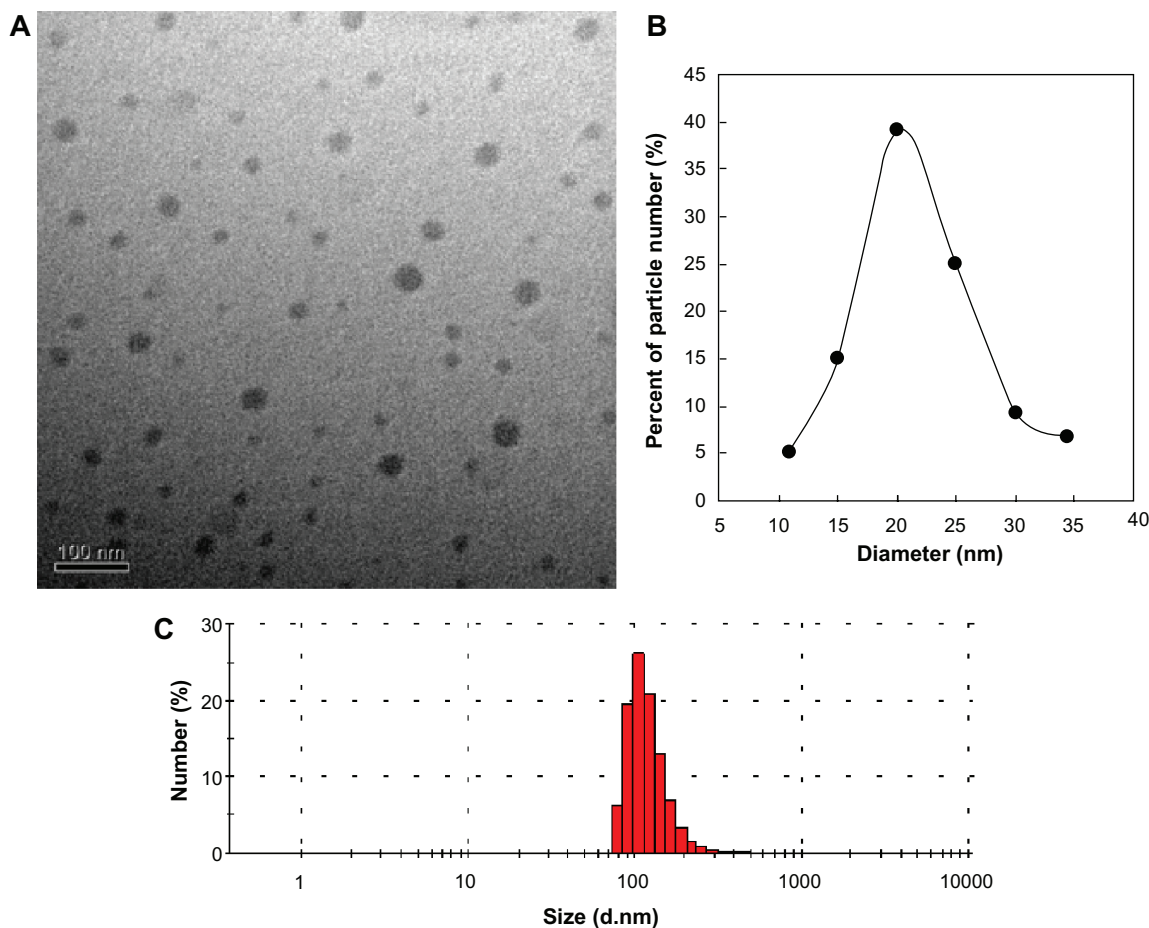 A
100 nm
B
Percent of particle number (%)
45
40
35
30
25
20
15
10
5
0
5 10 15 20 25 30 35 40
Diameter (nm)
C
Number (%)
30
20
10
0
1 10 100 1000 10000
Size (d.nm)